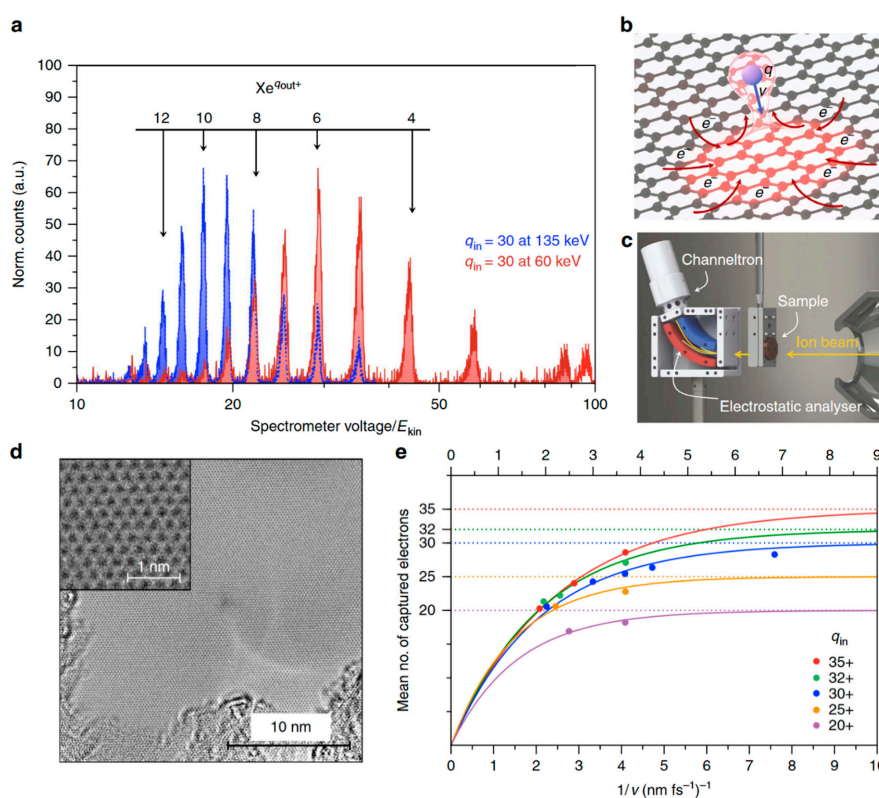 a
100
90
80
70
60
50
40
30
20
10
0
Norm. counts (a.u.)
Xe^qout+
12 10 8 6 4
q_in = 30 at 135 keV
q_in = 30 at 60 keV
10 20 50 100
Spectrometer voltage/E_kin
b
q
v
e⁻ e⁻
e⁻ e⁻
e⁻ e⁻
e⁻
c
Channeltron
Sample
Ion beam
Electrostatic analyser
d
1 nm
10 nm
e
0 1 2 3 4 5 6 7 8 9
35
32
30
25
20
Mean no. of captured electrons
q_in
35+
32+
30+
25+
20+
0 1 2 3 4 5 6 7 8 9 10
1/v (nm fs⁻¹)⁻¹